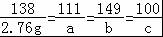 138/2.76g = 111/a = 149/b = 100/c